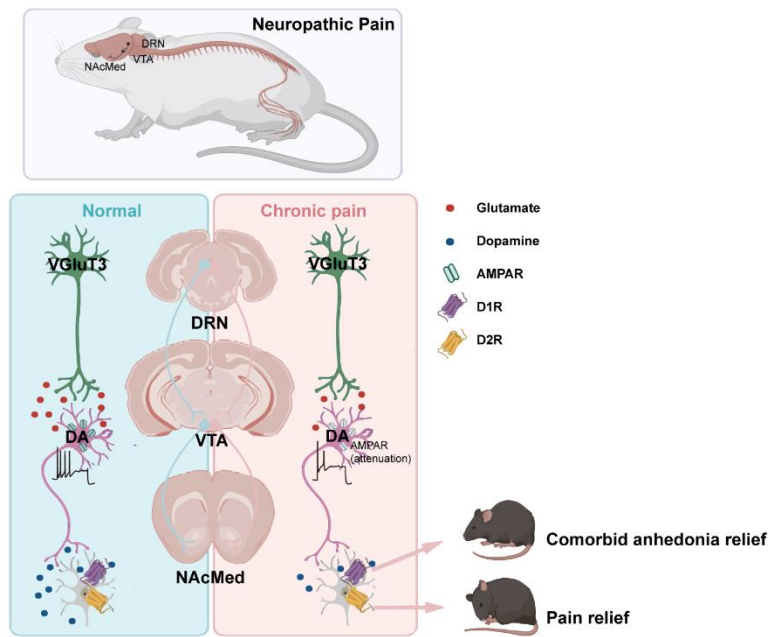 Neuropathic Pain
DRN
VTA
NAcMed
Normal
Chronic pain
VGluT3
VGluT3
DRN
DA
VTA
DA
AMPAR
(attenuation)
NAcMed
Glutamate
Dopamine
AMPAR
D1R
D2R
Comorbid anhedonia relief
Pain relief